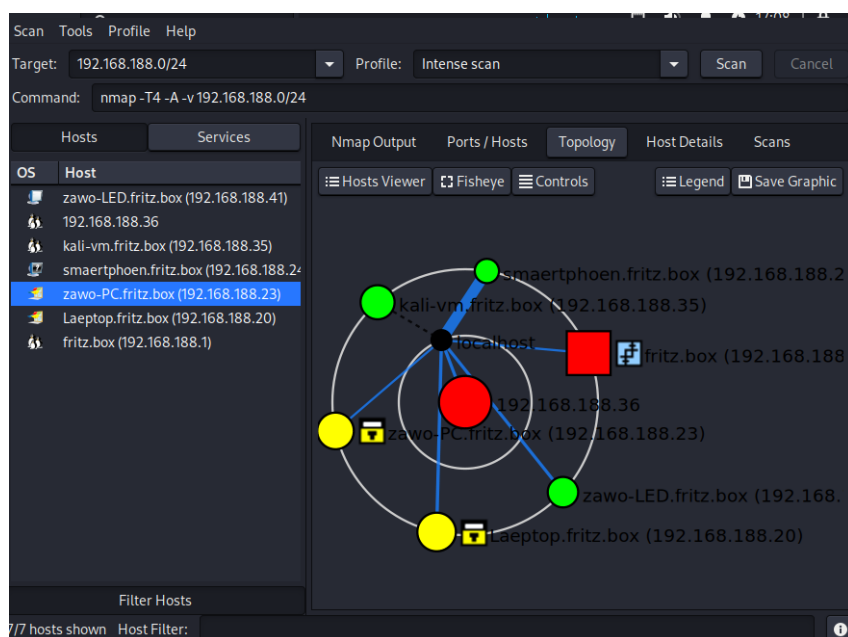 17:08
Scan Tools Profile Help
Target: 192.168.188.0/24 Profile: Intense scan Scan Cancel
Command: nmap -T4 -A -v 192.168.188.0/24
Hosts Services
Nmap Output Ports / Hosts Topology Host Details Scans
OS Host
Hosts Viewer Fisheye Controls Legend Save Graphic
zawo-LED.fritz.box (192.168.188.41)
192.168.188.36
kali-vm.fritz.box (192.168.188.35)
smaertphoen.fritz.box (192.168.188.24
zawo-PC.fritz.box (192.168.188.23)
Laeptop.fritz.box (192.168.188.20)
fritz.box (192.168.188.1)
smaertphoen.fritz.box (192.168.188.2
kali-vm.fritz.box (192.168.188.35)
localhost
fritz.box (192.168.188
192.168.188.36
zawo-PC.fritz.box (192.168.188.23)
zawo-LED.fritz.box (192.168.
Laeptop.fritz.box (192.168.188.20)
Filter Hosts
7/7 hosts shown Host Filter: